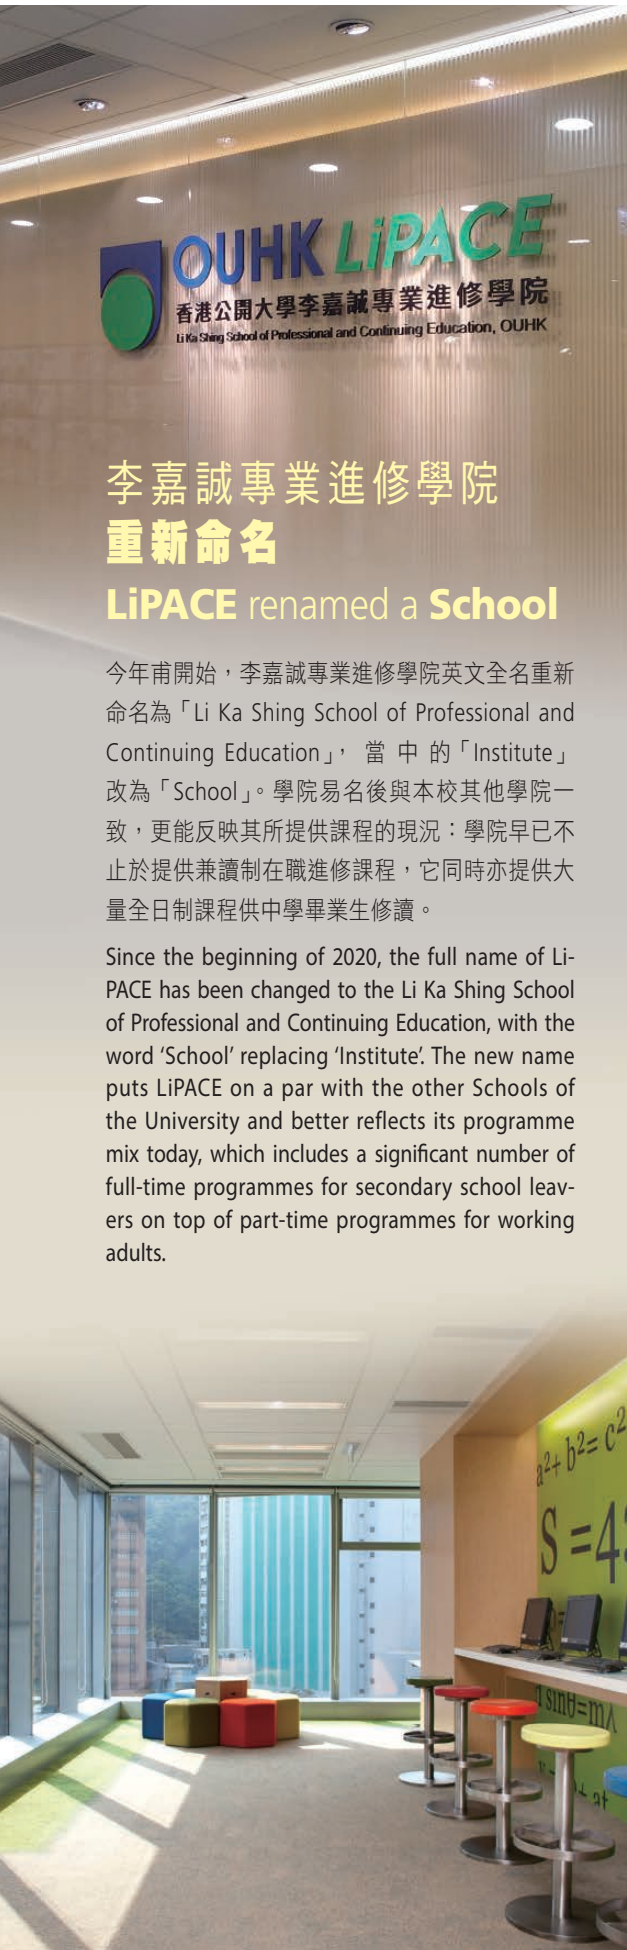 OUHK LiPACE
香港公開大學李嘉誠專業進修學院
Li Ka Shing School of Professional and Continuing Education, OUHK
李嘉誠專業進修學院
重新命名
LiPACE renamed a School
今年甫開始，李嘉誠專業進修學院英文全名重新
命名為「Li Ka Shing School of Professional and
Continuing Education」， 當中的「Institute」
改為「School」。學院易名後與本校其他學院一
致，更能反映其所提供課程的現況：學院早已不
止於提供兼讀制在職進修課程，它同時亦提供大
量全日制課程供中學畢業生修讀。
Since the beginning of 2020, the full name of Li-
PACE has been changed to the Li Ka Shing School
of Professional and Continuing Education, with the
word ‘School’ replacing ‘Institute’. The new name
puts LiPACE on a par with the other Schools of
the University and better reflects its programme
mix today, which includes a significant number of
full-time programmes for secondary school leav-
ers on top of part-time programmes for working
adults.
a²+ b²= c²
S =4
sinθ=mλ